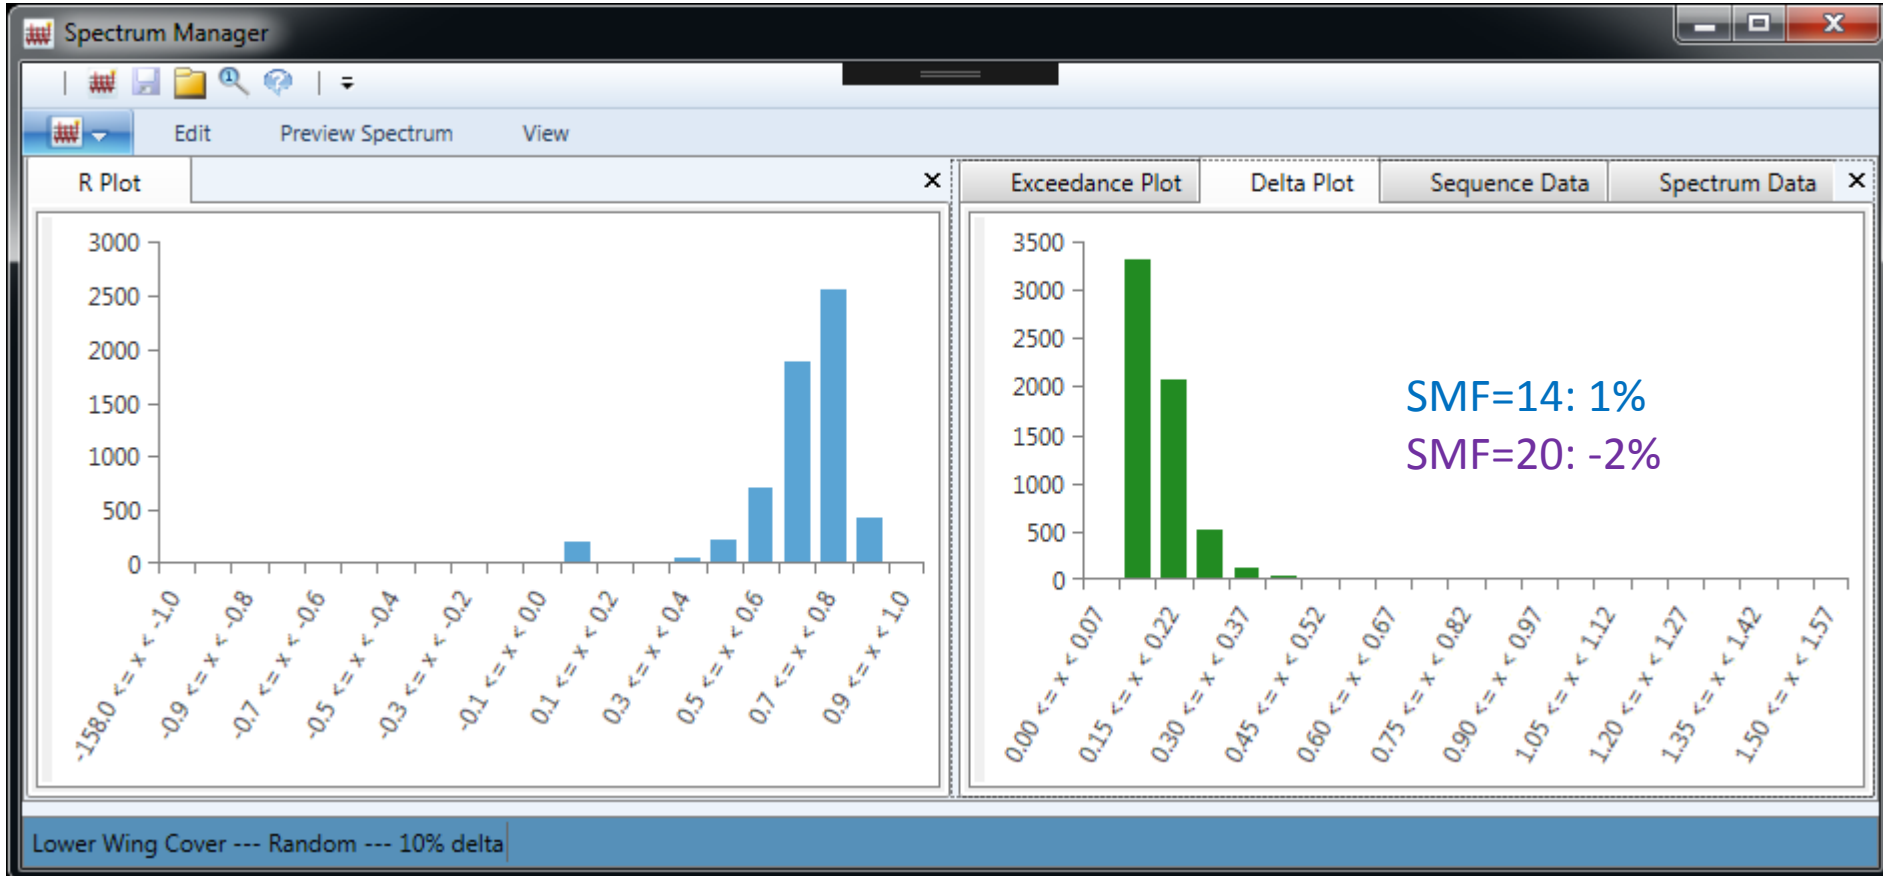 Spectrum Manager
Edit Preview Spectrum View
R Plot
Exceedance Plot Delta Plot Sequence Data Spectrum Data
3000
2500
2000
1500
1000
500
0
-158.0 <= x < -1.0
-0.9 <= x < -0.8
-0.7 <= x < -0.6
-0.5 <= x < -0.4
-0.3 <= x < -0.2
-0.1 <= x < 0.0
0.1 <= x < 0.2
0.3 <= x < 0.4
0.5 <= x < 0.6
0.7 <= x < 0.8
0.9 <= x < 1.0
3500
3000
2500
2000
1500
1000
500
0
SMF=14: 1%
SMF=20: -2%
0.00 <= x < 0.07
0.15 <= x < 0.22
0.30 <= x < 0.37
0.45 <= x < 0.52
0.60 <= x < 0.67
0.75 <= x < 0.82
0.90 <= x < 0.97
1.05 <= x < 1.12
1.20 <= x < 1.27
1.35 <= x < 1.42
1.50 <= x < 1.57
Lower Wing Cover --- Random --- 10% delta